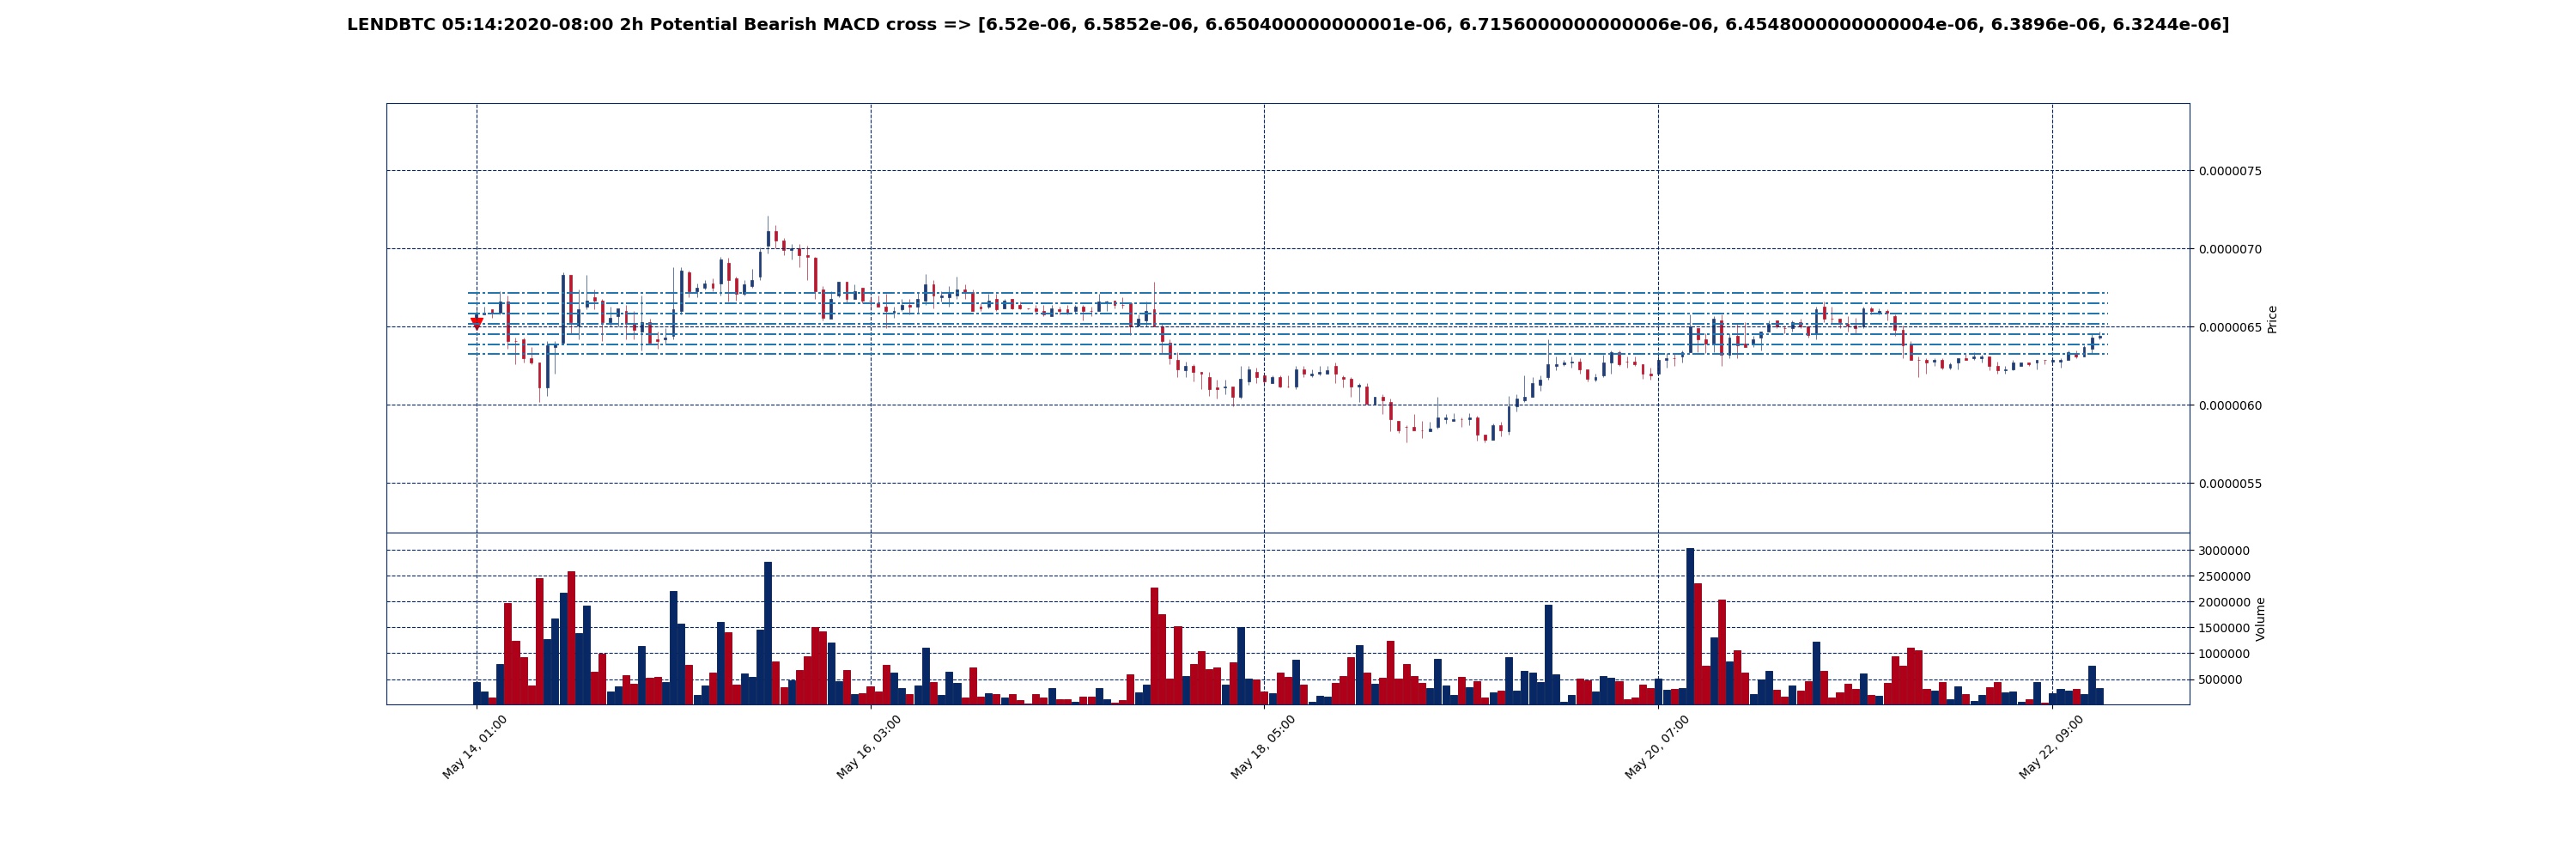 LENDBTC 05:14:2020-08:00 2h Potential Bearish MACD cross => [6.52e-06, 6.5852e-06, 6.650400000000001e-06, 6.7156000000000006e-06, 6.4548000000000004e-06, 6.3896e-06, 6.3244e-06]
0.0000075
0.0000070
0.0000065
0.0000060
0.0000055
Price
3000000
2500000
2000000
1500000
1000000
500000
Volume
May 14, 01:00
May 16, 03:00
May 18, 05:00
May 20, 07:00
May 22, 09:00